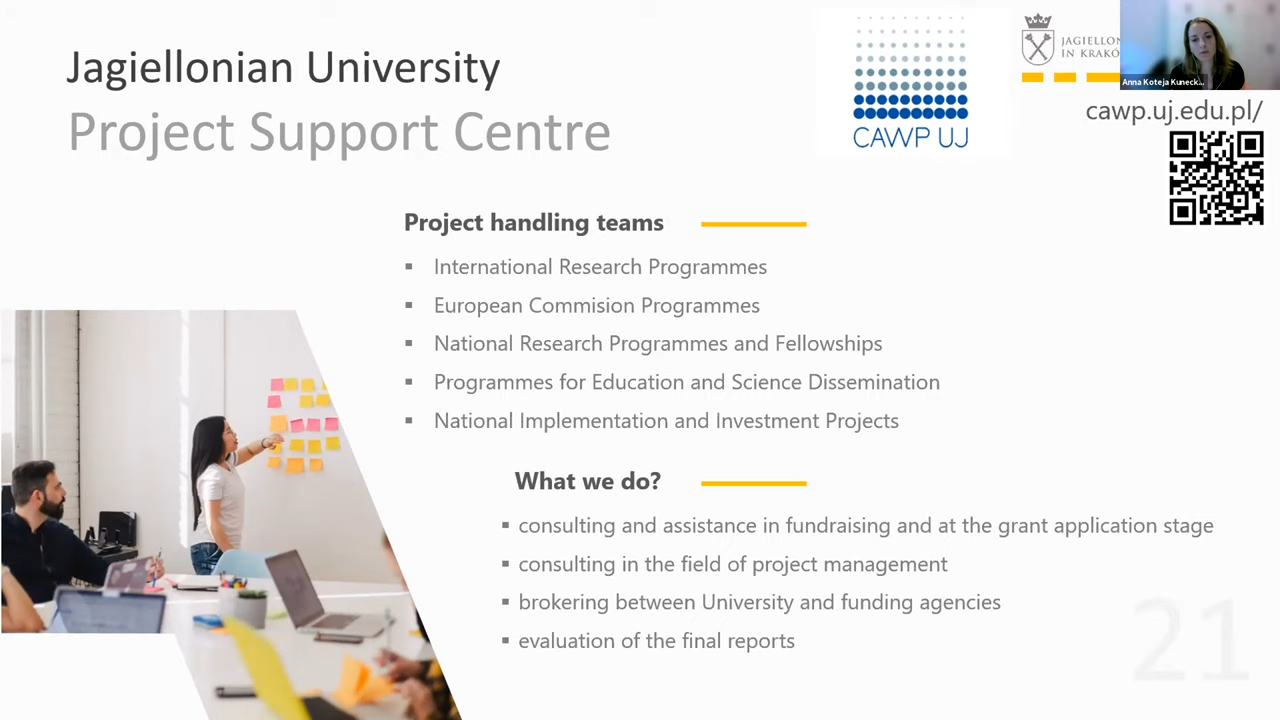 Jagiellonian University
Project Support Centre
CAWP UJ
JAGIELLON
IN KRAKÓ
Anna Koteja Kuneck...
cawp.uj.edu.pl/
Project handling teams
▪ International Research Programmes
▪ European Commision Programmes
▪ National Research Programmes and Fellowships
▪ Programmes for Education and Science Dissemination
▪ National Implementation and Investment Projects
What we do?
▪ consulting and assistance in fundraising and at the grant application stage
▪ consulting in the field of project management
▪ brokering between University and funding agencies
▪ evaluation of the final reports
21